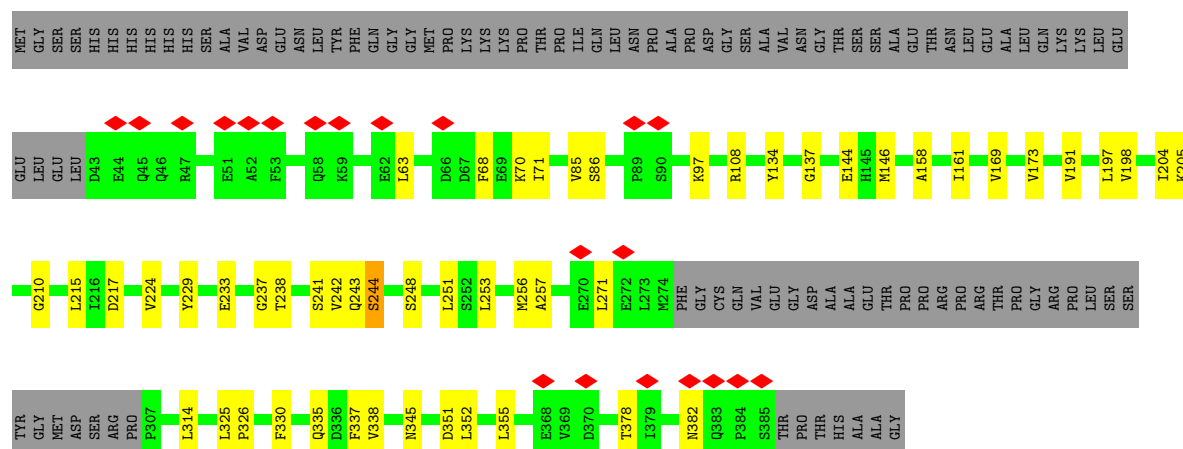 MET GLY SER SER HIS HIS HIS HIS HIS HIS SER ALA VAL ASP GLU ASN LEU TYR PHE GLN GLY GLY MET PRO LYS LYS LYS PRO THR PRO ILE GLN LEU ASN PRO ALA PRO ASP GLY SER ALA VAL ASN GLY THR SER SER ALA GLU THR ASN LEU GLU ALA LEU GLN LYS LYS LEU GLU
GLU LEU GLU LEU D43 E44 Q45 Q46 R47 E51 A52 F53 Q58 K59 E62 L63 D66 D67 F68 E69 K70 I71 V85 S86 P89 S90 K97 R108 Y134 G137 E144 H145 M146 A158 I161 V169 V173 V191 L197 V198 I204 K205
G210 L215 I216 D217 V224 Y229 E233 G237 T238 S241 V242 Q243 S244 S248 L251 S252 L253 M256 A257 E270 L271 E272 L273 M274 PHE GLY CYS GLN VAL GLU GLY ASP ALA ALA GLU THR PRO PRO ARG PRO ARG THR PRO GLY ARG PRO LEU SER SER
TYR GLY MET ASP SER ARG PRO P307 L314 L325 P326 F330 Q335 D336 F337 V338 N345 D351 L352 L355 E368 V369 D370 T378 I379 N382 Q383 P384 S385 THR PRO THR HIS ALA ALA GLY